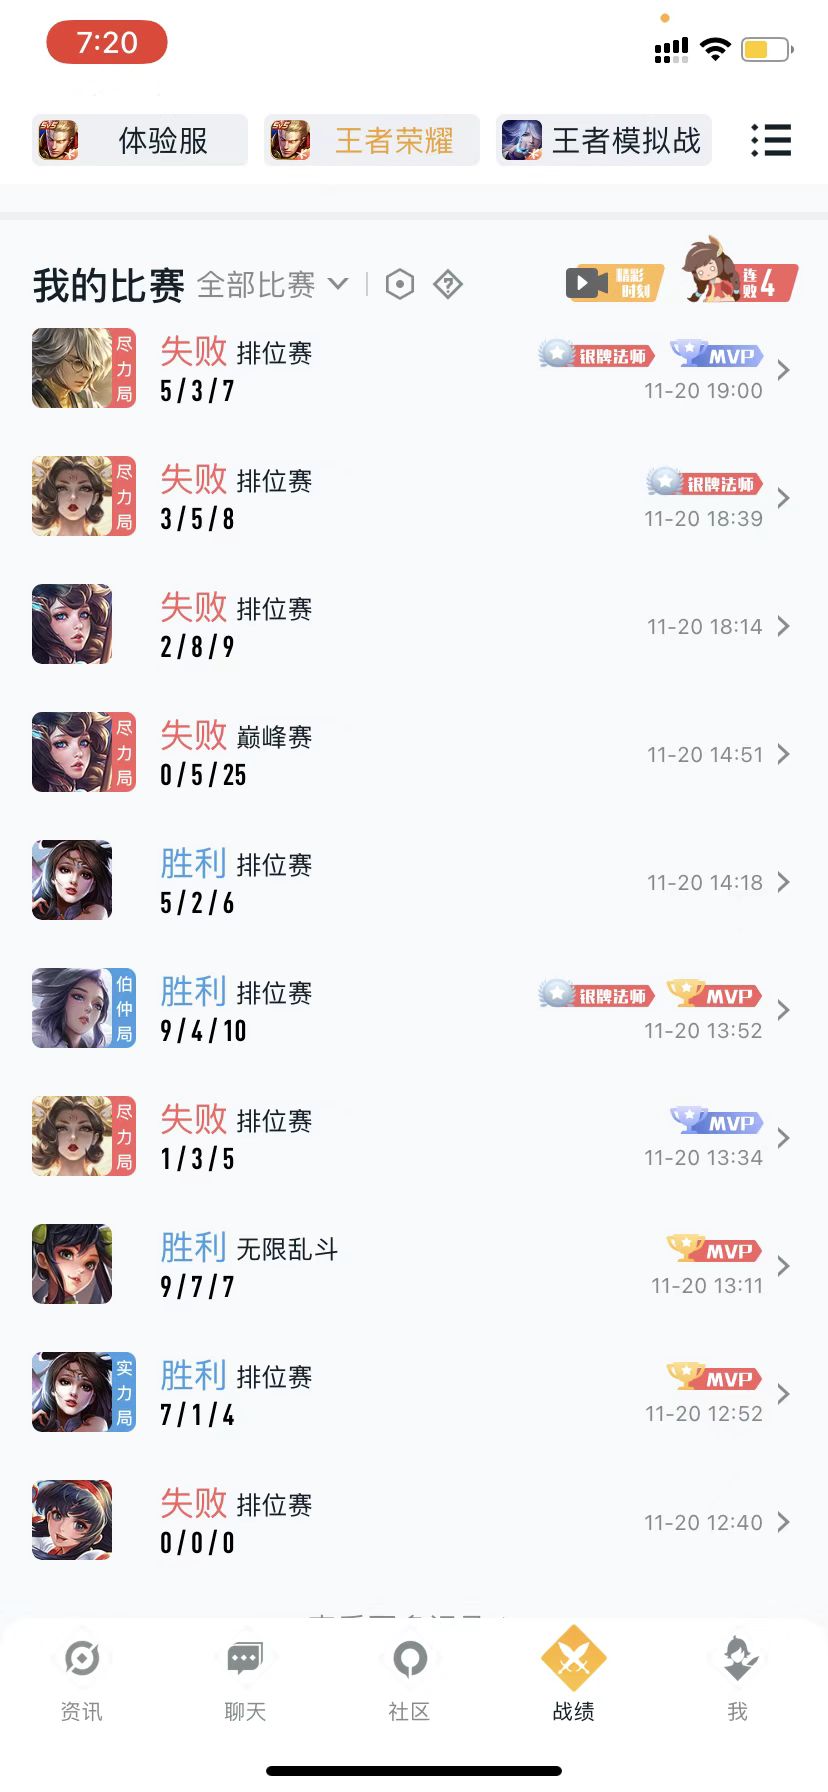 7:20
体验服
王者荣耀
王者模拟战
我的比赛 全部比赛
精彩时刻
连败4
尽力局
失败 排位赛
银牌法师 MVP
5/3/7
11-20 19:00
尽力局
失败 排位赛
银牌法师
3/5/8
11-20 18:39
失败 排位赛
2/8/9
11-20 18:14
尽力局
失败 巅峰赛
0/5/25
11-20 14:51
胜利 排位赛
5/2/6
11-20 14:18
伯仲局
胜利 排位赛
银牌法师 MVP
9/4/10
11-20 13:52
尽力局
失败 排位赛
MVP
1/3/5
11-20 13:34
胜利 无限乱斗
MVP
9/7/7
11-20 13:11
实力局
胜利 排位赛
MVP
7/1/4
11-20 12:52
失败 排位赛
0/0/0
11-20 12:40
资讯
聊天
社区
战绩
我